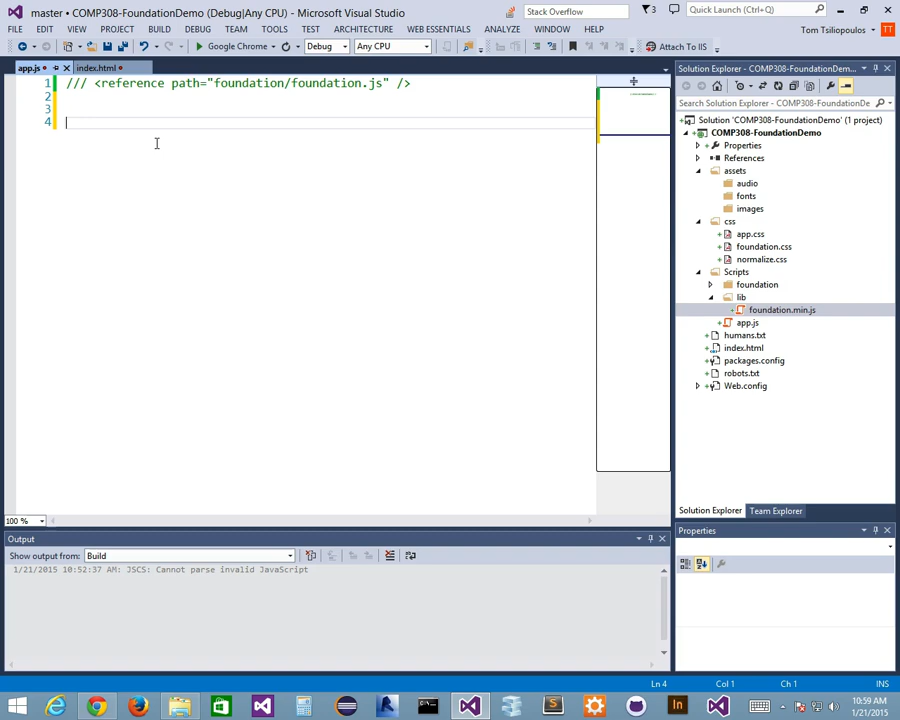 master • COMP308-FoundationDemo (Debug|Any CPU) - Microsoft Visual Studio
Stack Overflow
3
Quick Launch (Ctrl+Q)
FILE EDIT VIEW PROJECT BUILD DEBUG TEAM TOOLS TEST ARCHITECTURE WEB ESSENTIALS ANALYZE WINDOW HELP
Tom Tsiliopoulos TT
Google Chrome Debug Any CPU Attach To IIS
app.js index.html
1 /// <reference path="foundation/foundation.js" />
2
3
4
Solution Explorer - COMP308-FoundationDem...
Search Solution Explorer - COMP308-FoundationDe
Solution 'COMP308-FoundationDemo' (1 project)
COMP308-FoundationDemo
Properties
References
assets
audio
fonts
images
css
app.css
foundation.css
normalize.css
Scripts
foundation
lib
foundation.min.js
app.js
humans.txt
index.html
packages.config
robots.txt
Web.config
Solution Explorer Team Explorer
100 %
Output
Show output from: Build
1/21/2015 10:52:37 AM: JSCS: Cannot parse invalid JavaScript
Properties
Ln 4 Col 1 Ch 1 INS
10:59 AM
1/21/2015